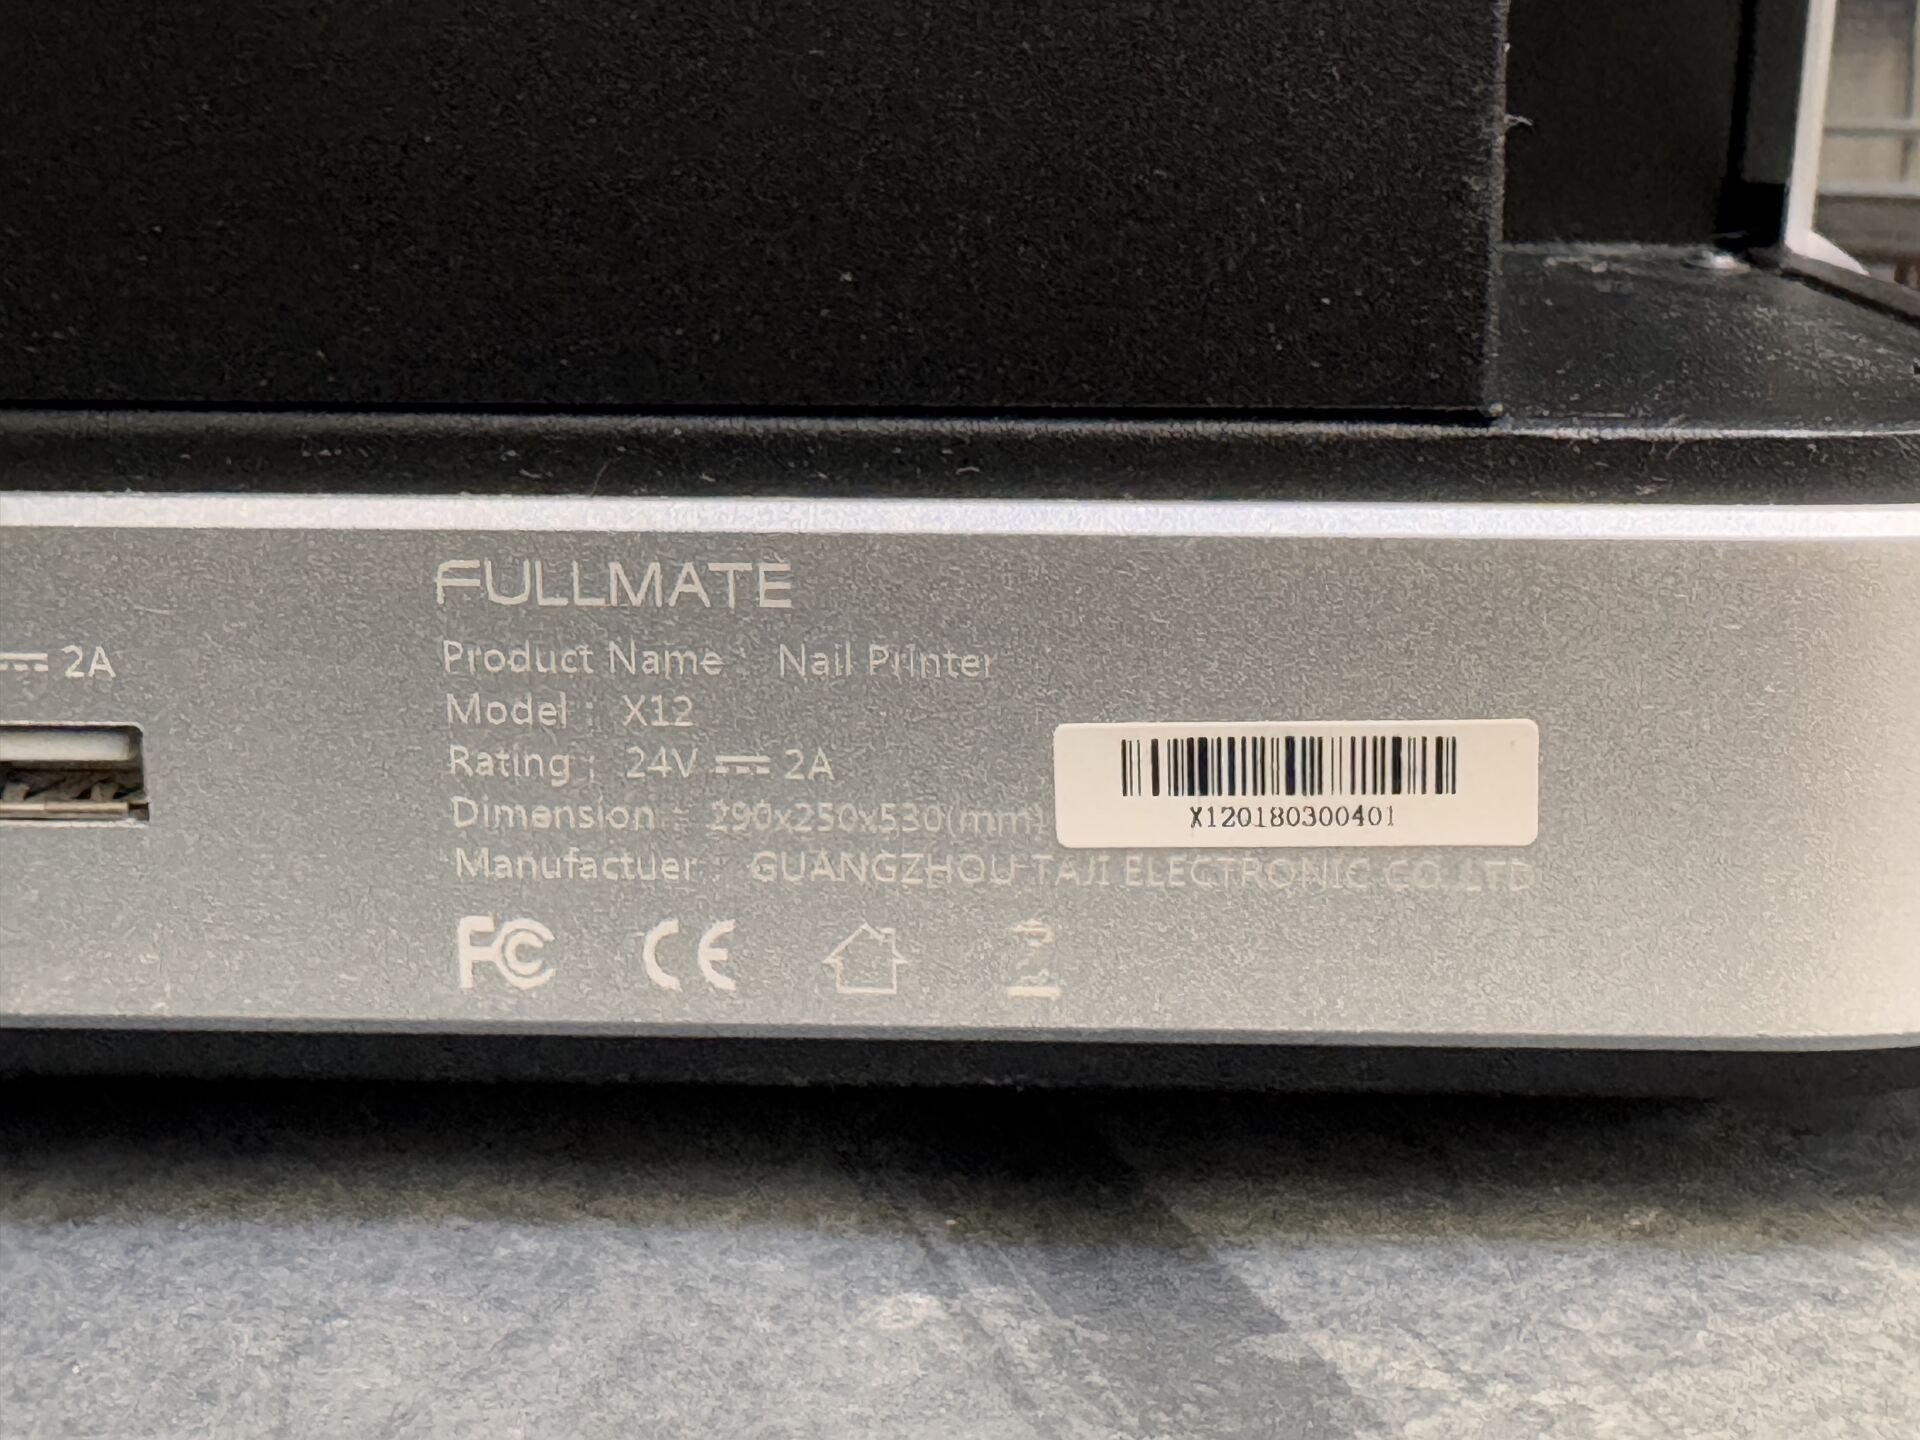 FULLMATE
⎓ 2A
Product Name : Nail Printer
Model : X12
Rating : 24V ⎓ 2A
Dimension : 290x250x530(mm)
X120180300401
Manufactuer : GUANGZHOU TAJI ELECTRONIC CO.,LTD
FC CE